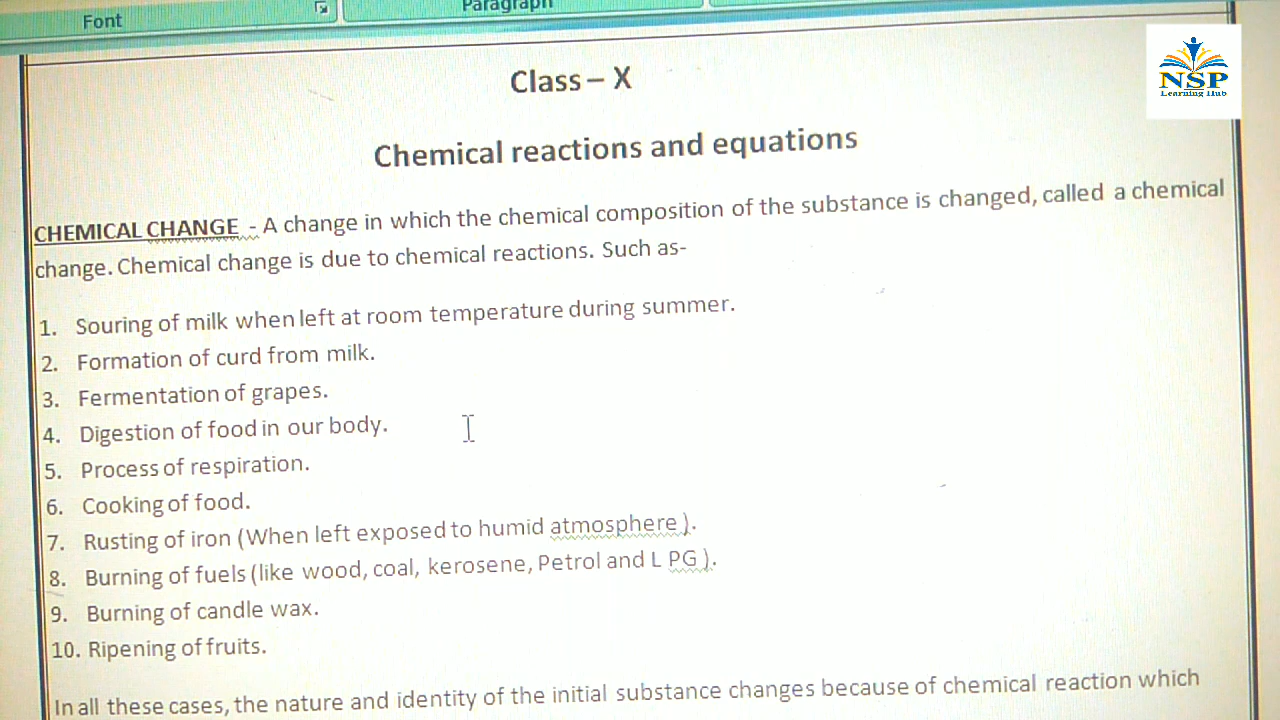 Font
Paragraph
NSP
Learning Hub
Class – X
Chemical reactions and equations
CHEMICAL CHANGE - A change in which the chemical composition of the substance is changed, called a chemical
change. Chemical change is due to chemical reactions. Such as-
1. Souring of milk when left at room temperature during summer.
2. Formation of curd from milk.
3. Fermentation of grapes.
4. Digestion of food in our body.
5. Process of respiration.
6. Cooking of food.
7. Rusting of iron (When left exposed to humid atmosphere ).
8. Burning of fuels (like wood, coal, kerosene, Petrol and L PG ).
9. Burning of candle wax.
10. Ripening of fruits.
In all these cases, the nature and identity of the initial substance changes because of chemical reaction which